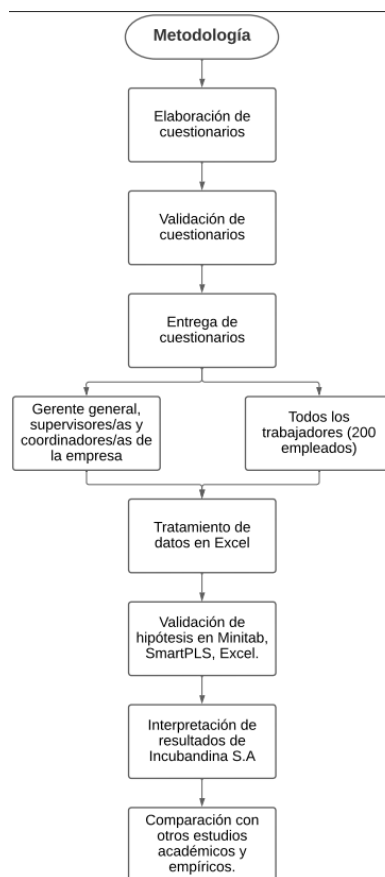 Metodología
Elaboración de
cuestionarios
Validación de
cuestionarios
Entrega de
cuestionarios
Gerente general,
supervisores/as y
coordinadores/as de
la empresa
Todos los
trabajadores (200
empleados)
Tratamiento de
datos en Excel
Validación de
hipótesis en Minitab,
SmartPLS, Excel.
Interpretación de
resultados de
Incubandina S.A
Comparación con
otros estudios
académicos y
empíricos.